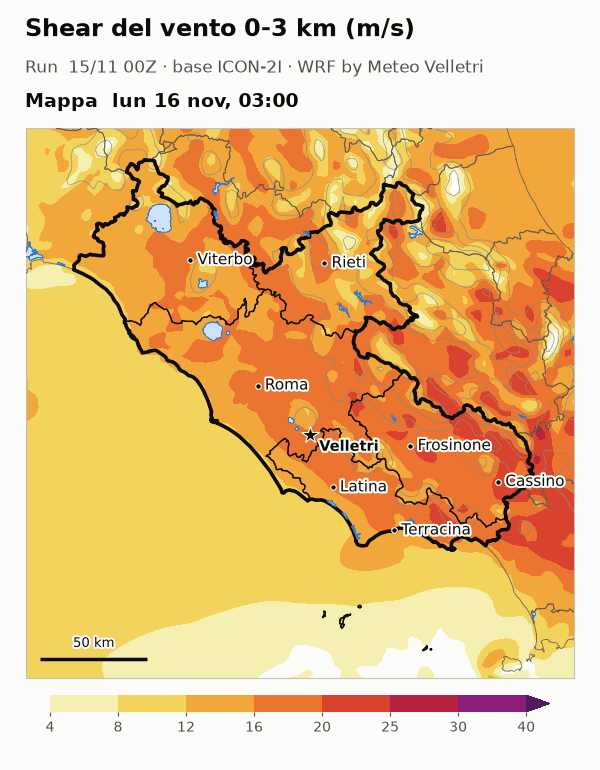 Shear del vento 0-3 km (m/s)
Run  15/11 00Z · base ICON-2I · WRF by Meteo Velletri
Mappa  lun 16 nov, 03:00
Viterbo
Rieti
Roma
Velletri
Frosinone
Cassino
Latina
Terracina
50 km
4 8 12 16 20 25 30 40